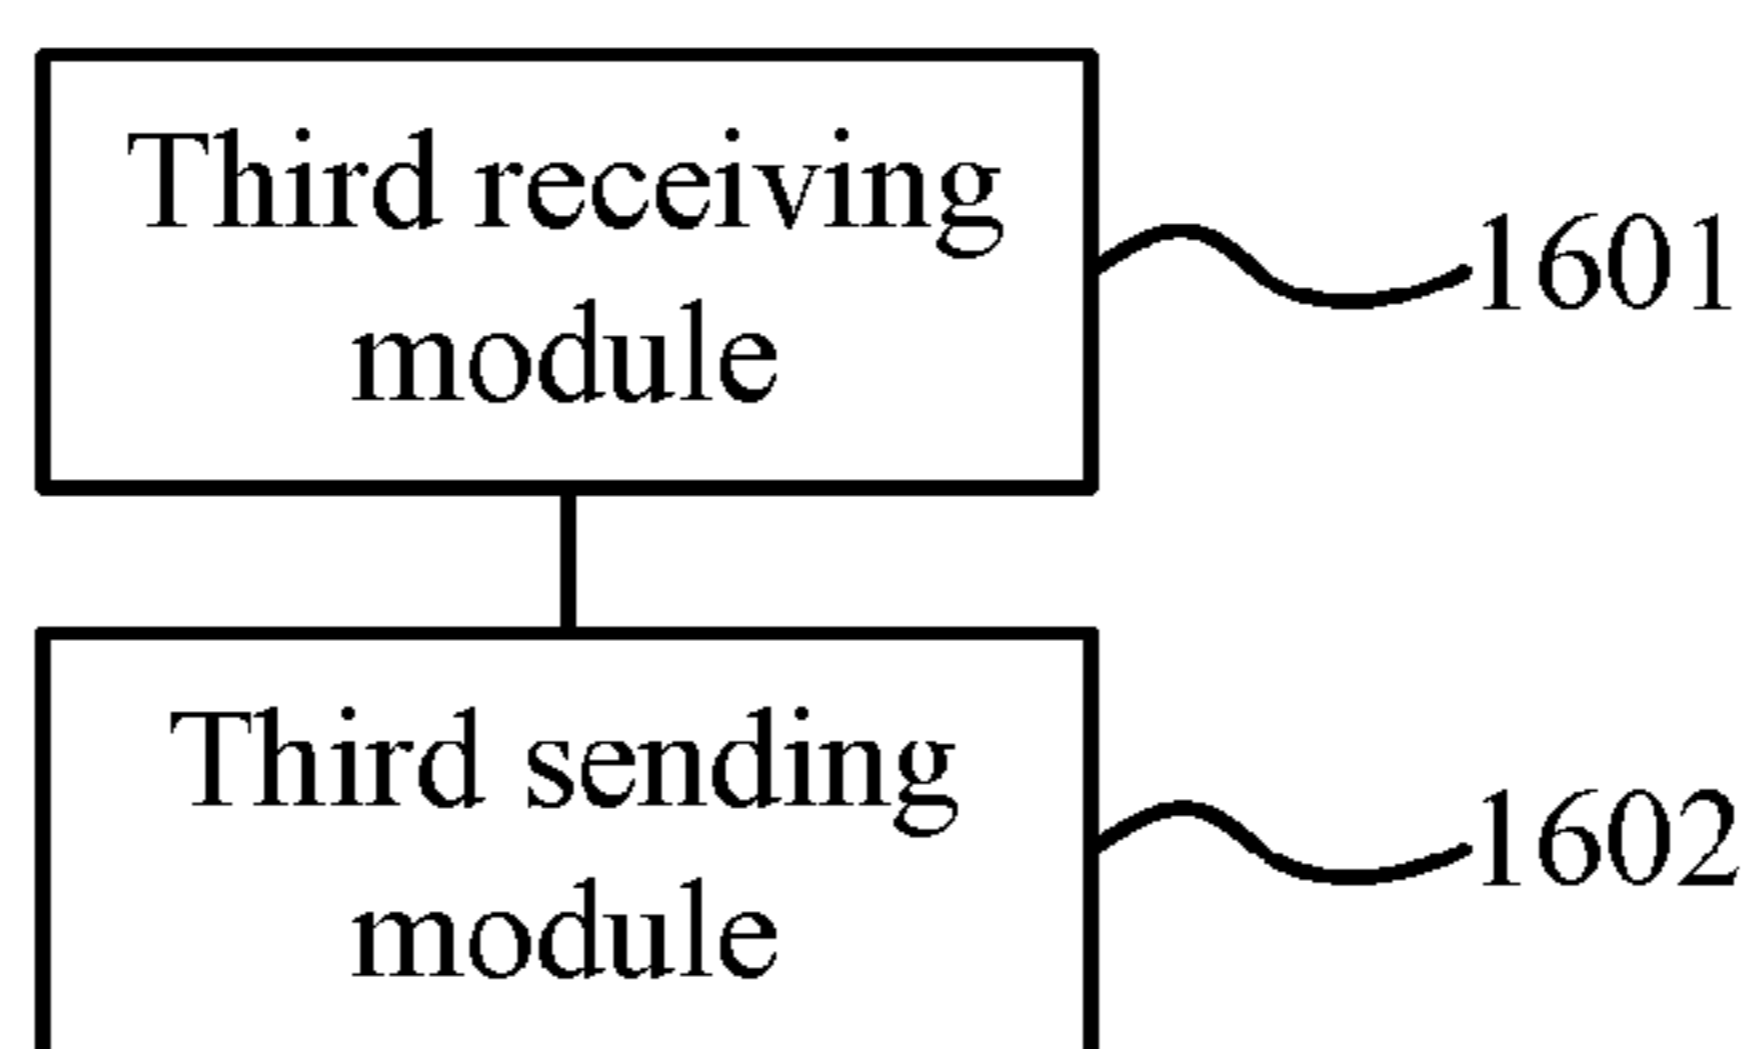 Third receiving
module
1601
Third sending
module
1602